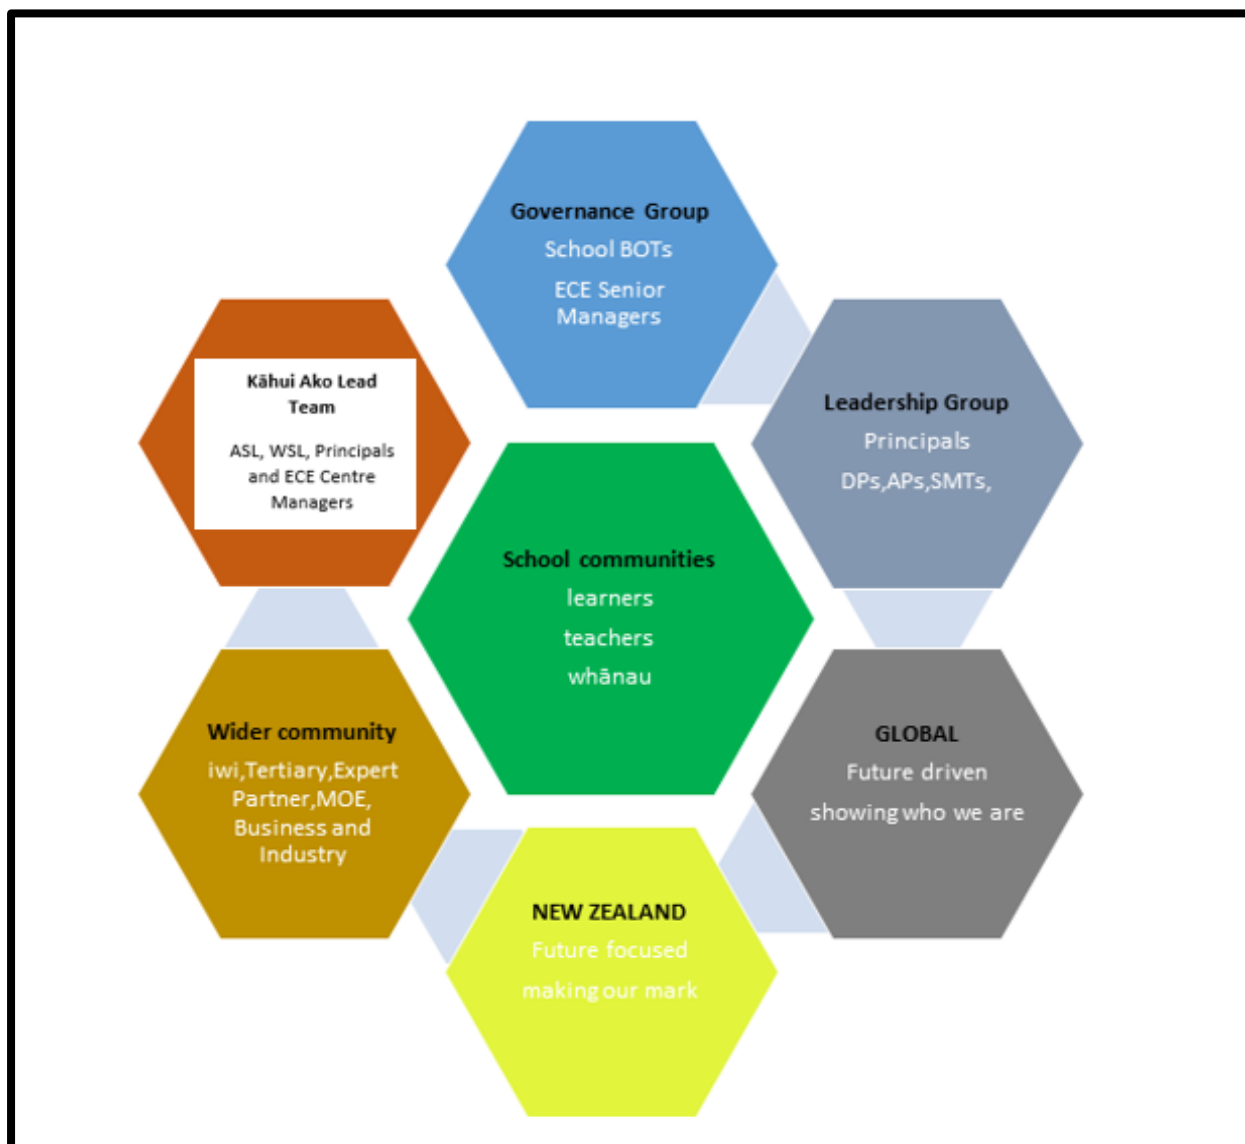 Governance Group
School BOTs
ECE Senior
Managers
Kāhui Ako Lead
Team
ASL, WSL, Principals
and ECE Centre
Managers
Leadership Group
Principals
DPs,APs,SMTs,
School communities
learners
teachers
whānau
Wider community
iwi,Tertiary,Expert
Partner,MOE,
Business and
Industry
GLOBAL
Future driven
showing who we are
NEW ZEALAND
Future focused
making our mark